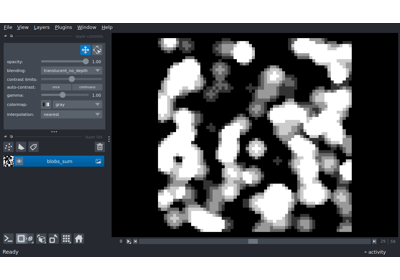 File View Layers Plugins Window Help
opacity: 1.00
blending: translucent_no_depth
contrast limits:
auto-contrast: once continuous
gamma: 1.00
colormap: gray
interpolation: nearest
blobs_sum
Ready
activity